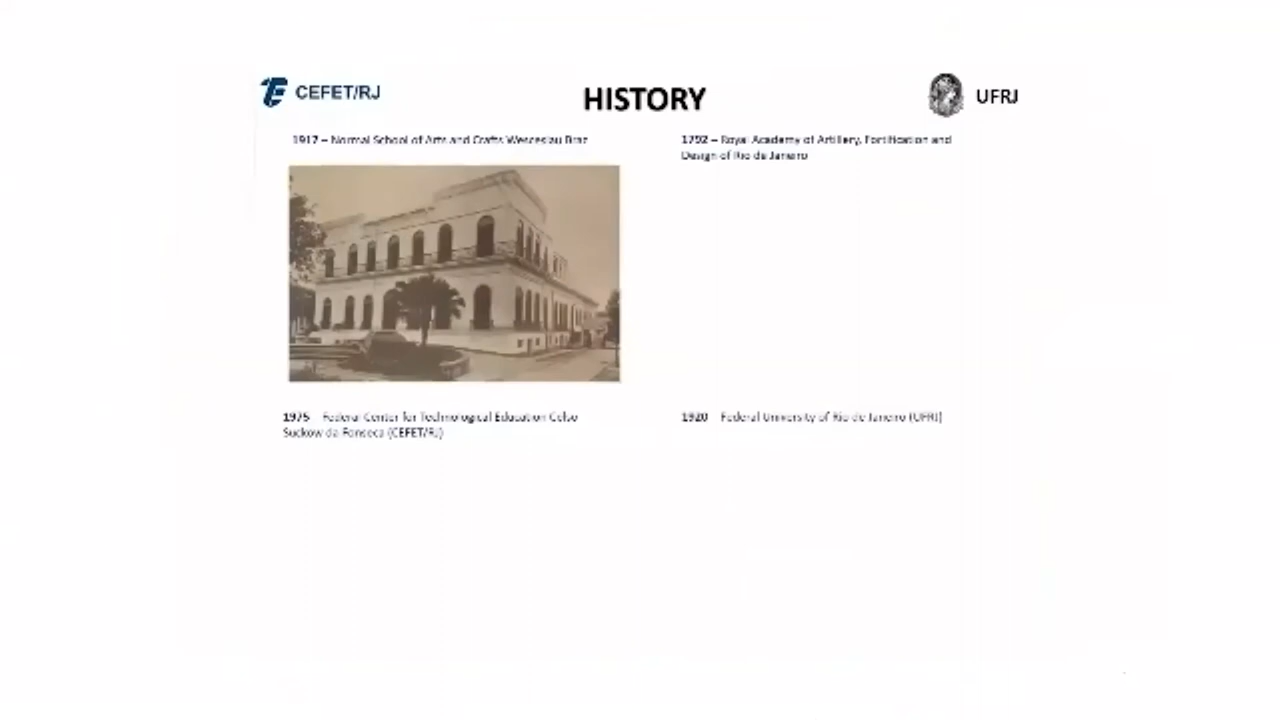 CEFET/RJ
HISTORY
UFRJ
1917 – Normal School of Arts and Crafts Wesceslau Braz
1792 – Royal Academy of Artillery, Fortification and
Design of Rio de Janeiro
1975 Federal Center for Technological Education Celso
Suckow da Fonseca (CEFET/RJ)
1920 Federal University of Rio de Janeiro (UFRJ)